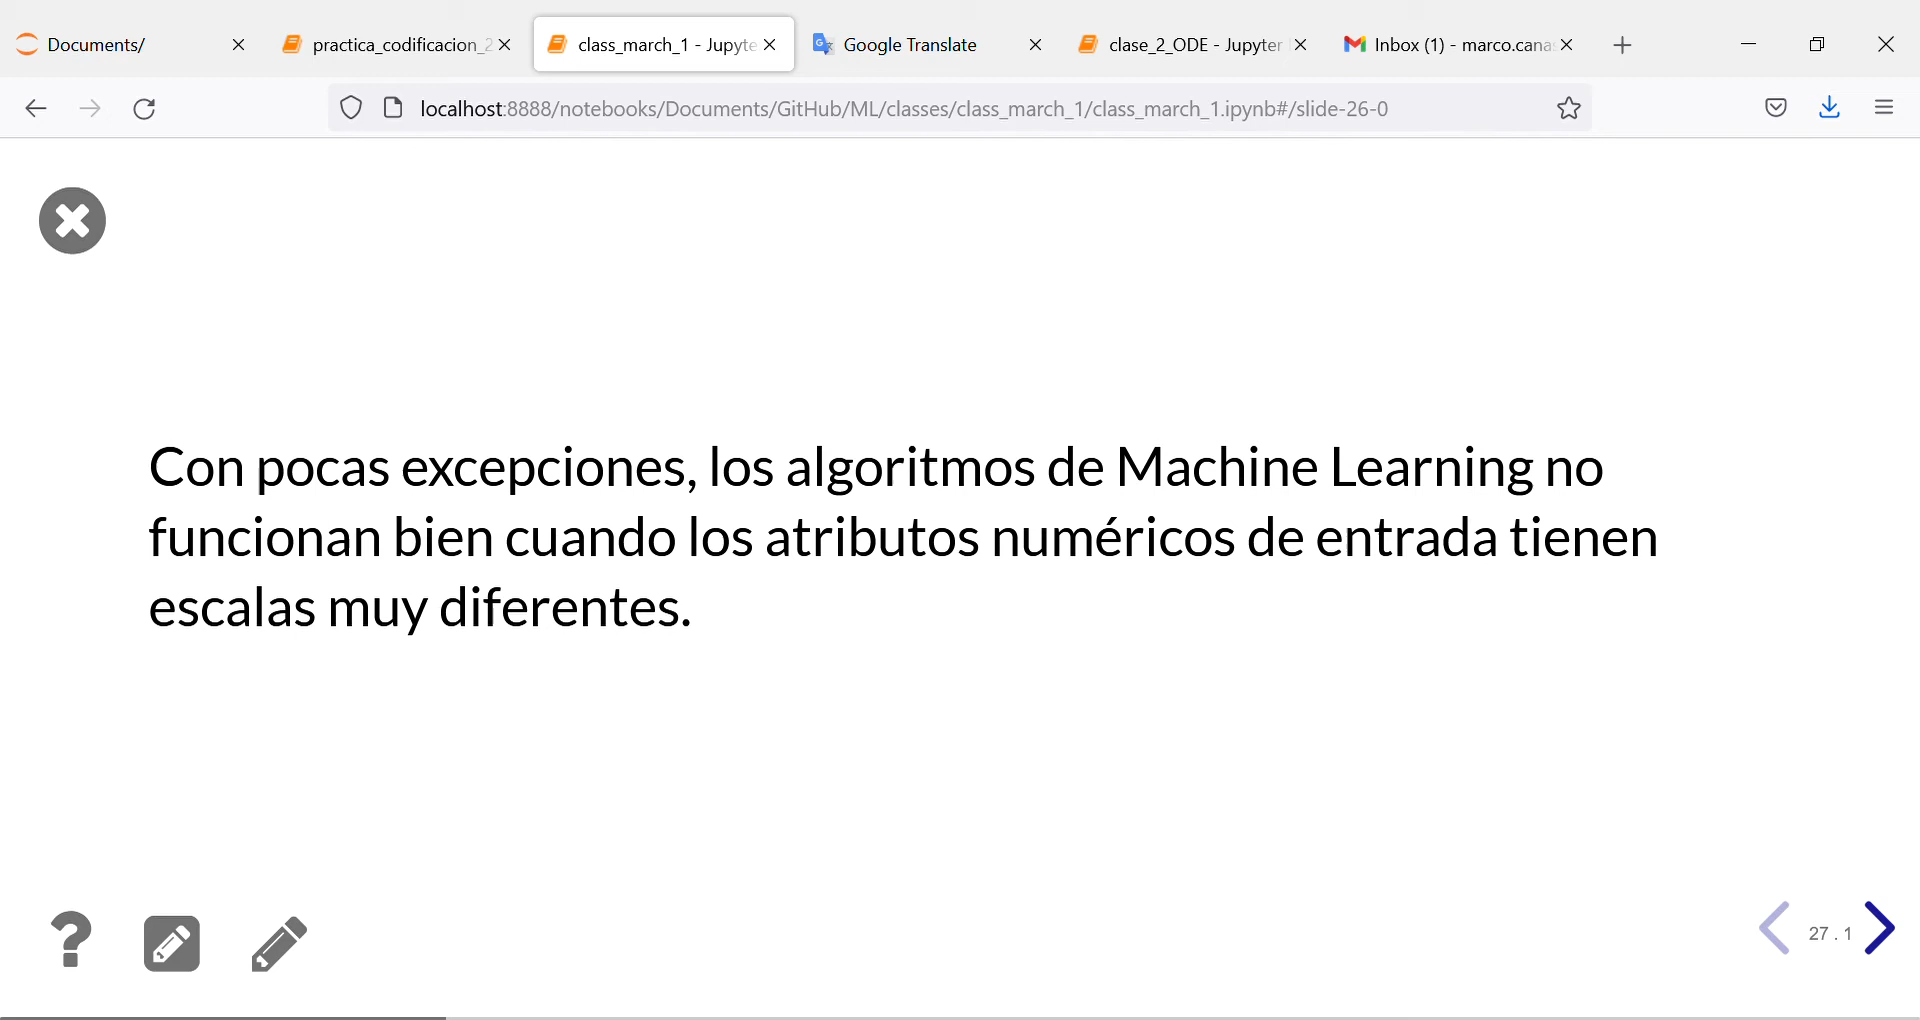 Documents/
practica_codificacion_2
class_march_1 - Jupyte
Google Translate
clase_2_ODE - Jupyter
Inbox (1) - marco.cana
localhost:8888/notebooks/Documents/GitHub/ML/classes/class_march_1/class_march_1.ipynb#/slide-26-0
Con pocas excepciones, los algoritmos de Machine Learning no
funcionan bien cuando los atributos numéricos de entrada tienen
escalas muy diferentes.
27 . 1